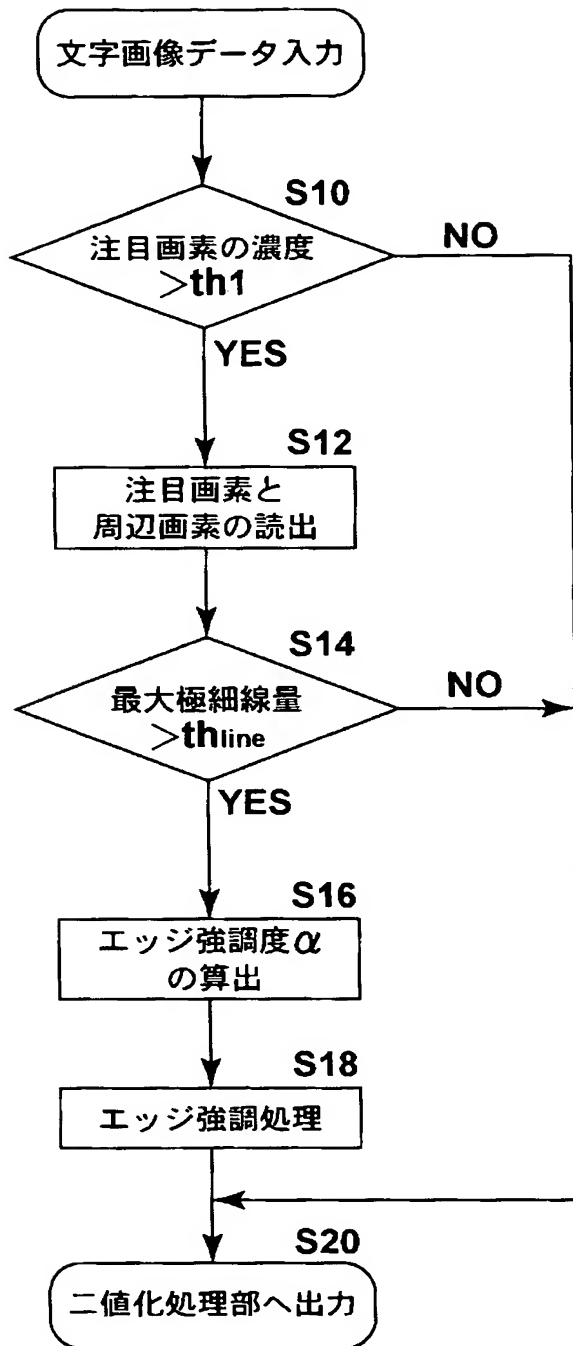 文字画像データ入力
S10
注目画素の濃度
>th1
NO
YES
S12
注目画素と
周辺画素の読出
S14
最大極細線量
>thline
NO
YES
S16
エッジ強調度α
の算出
S18
エッジ強調処理
S20
二値化処理部へ出力